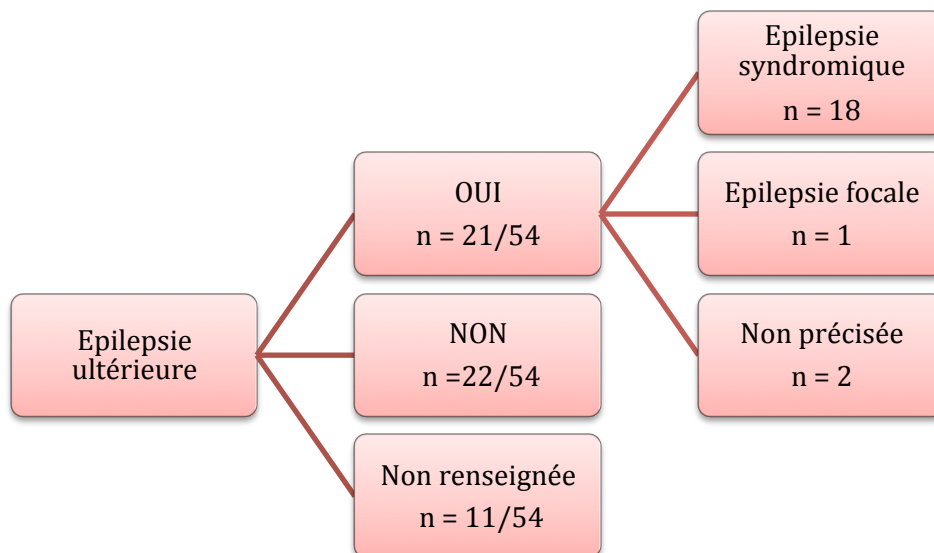 Epilepsie
ultérieure
OUI
n = 21/54
NON
n =22/54
Non renseignée
n = 11/54
Epilepsie
syndromique
n = 18
Epilepsie focale
n = 1
Non précisée
n = 2